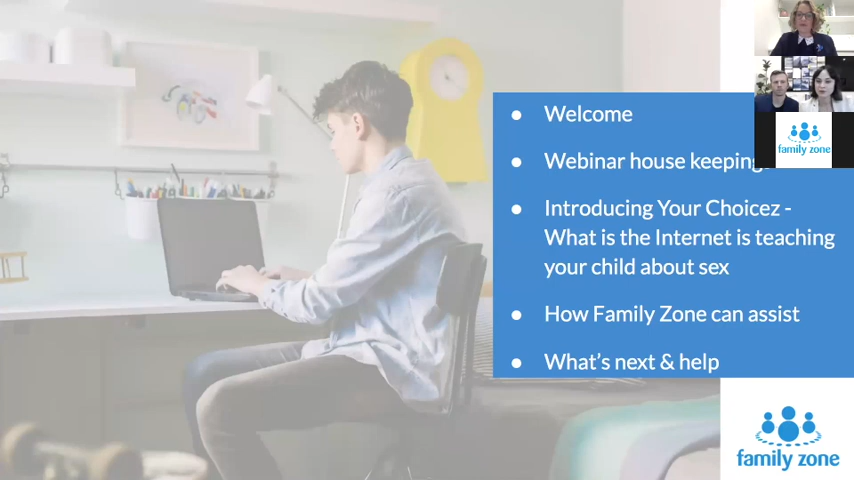 Welcome
Webinar house keeping
Introducing Your Choicez -
What is the Internet is teaching
your child about sex
How Family Zone can assist
What's next & help
family zone
family zone